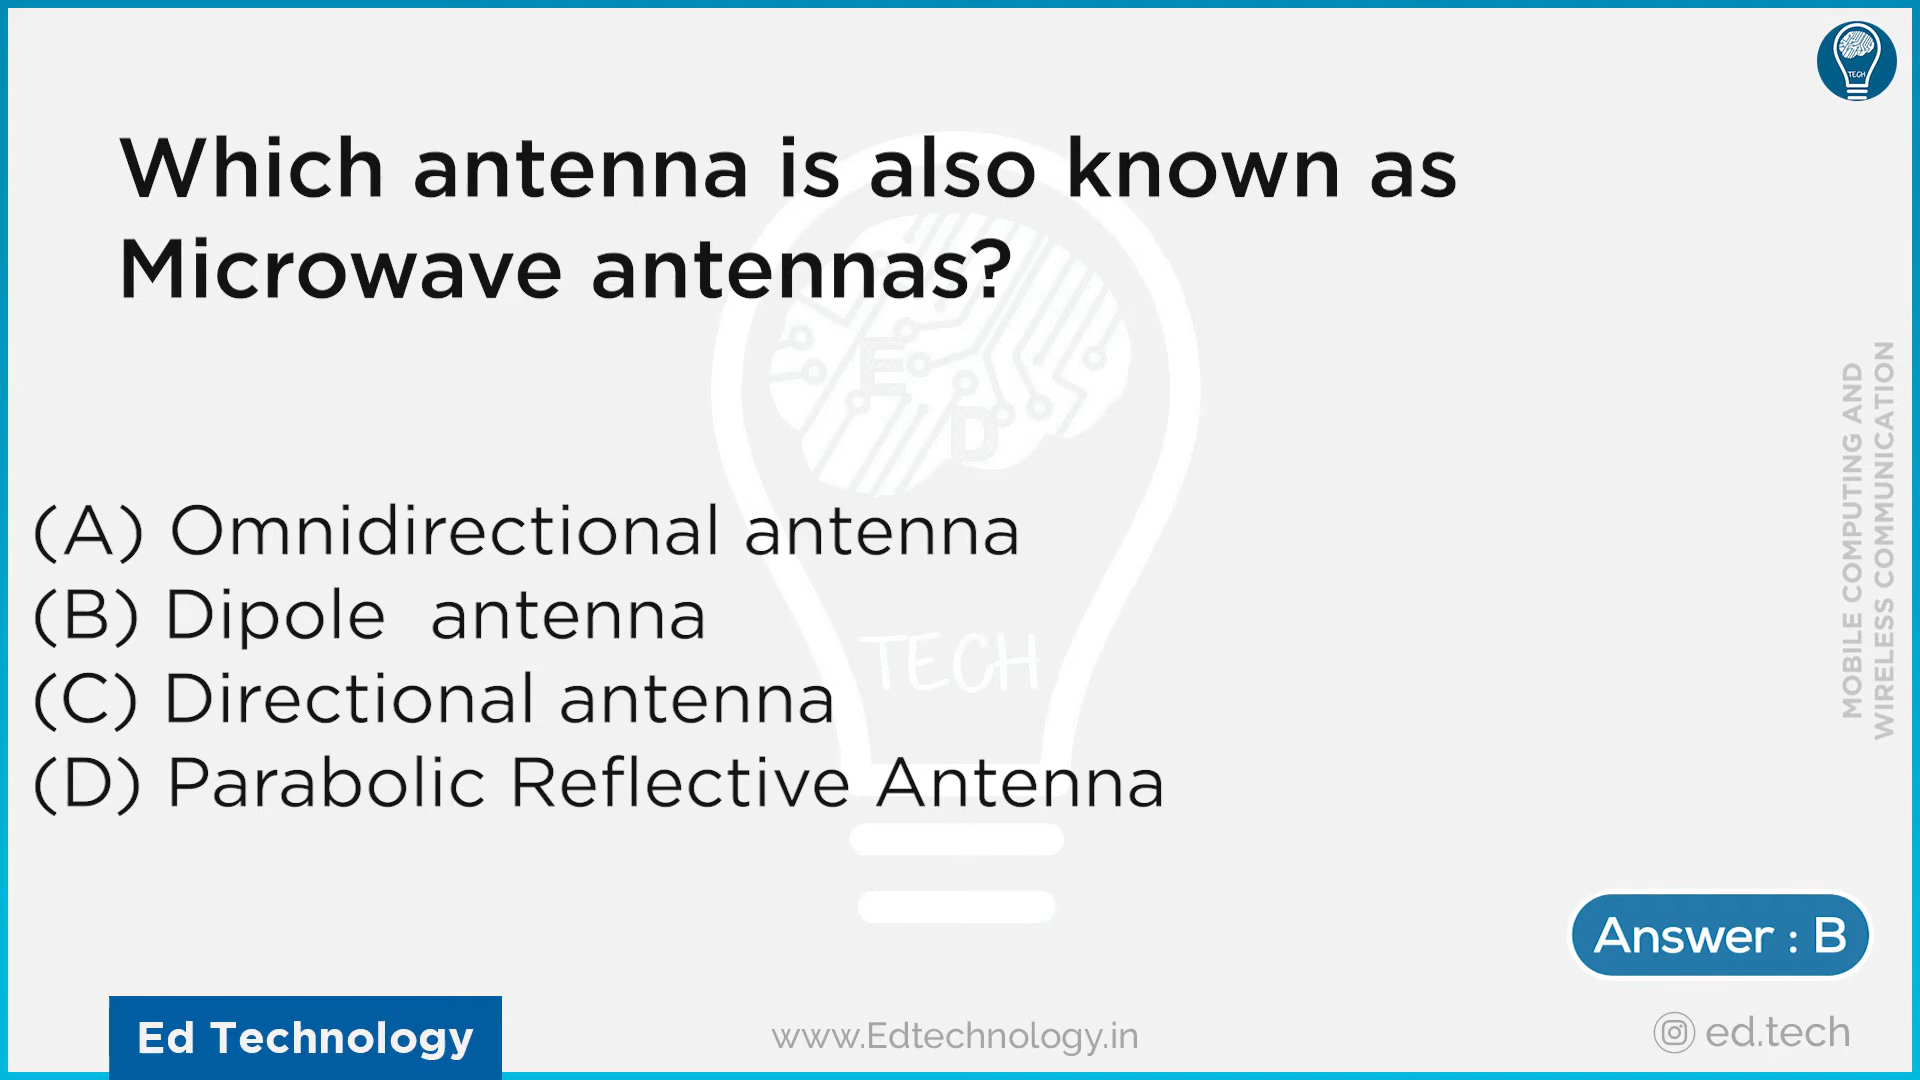 TECH
Which antenna is also known as
Microwave antennas?
E
D
(A) Omnidirectional antenna
(B) Dipole antenna
TECH
(C) Directional antenna
(D) Parabolic Reflective Antenna
MOBILE COMPUTING AND
WIRELESS COMMUNICATION
Answer : B
Ed Technology
www.Edtechnology.in
ed.tech